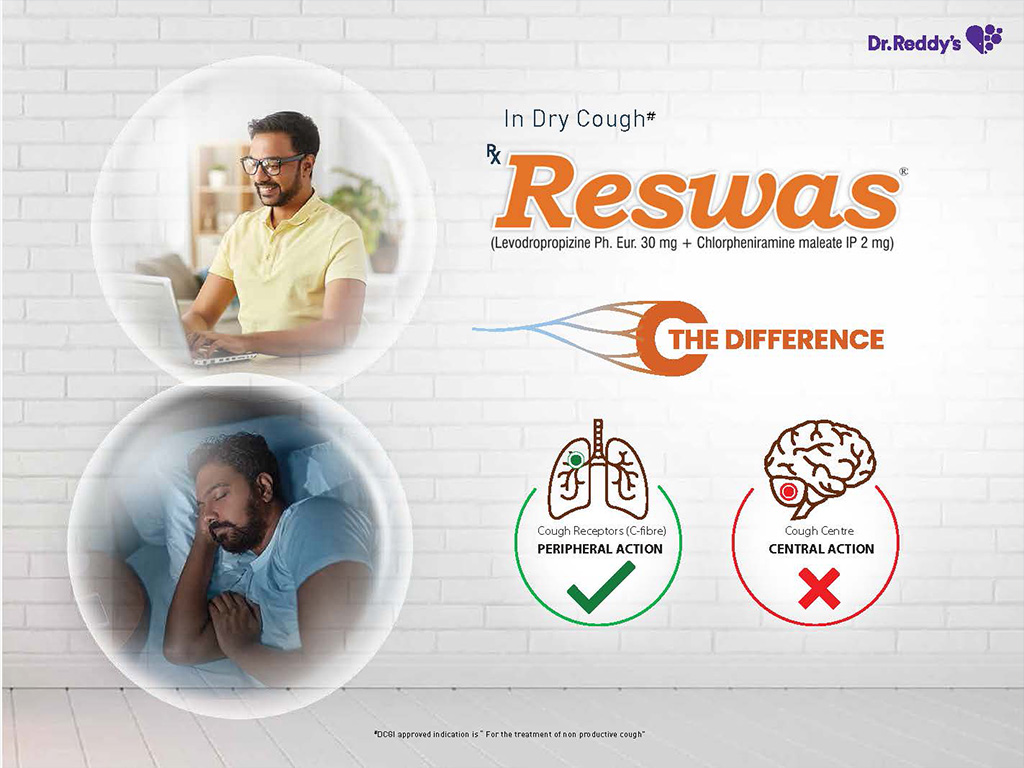 Dr.Reddy's
In Dry Cough#
Rx
Reswas®
(Levodropropizine Ph. Eur. 30 mg + Chlorpheniramine maleate IP 2 mg)
C THE DIFFERENCE
Cough Receptors (C-fibre)
PERIPHERAL ACTION
Cough Centre
CENTRAL ACTION
#DCGI approved indication is " For the treatment of non productive cough"